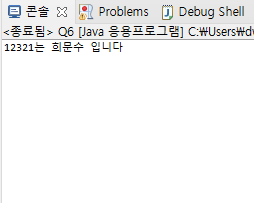 콘솔 Problems Debug Shell
<종료됨> Q6 [Java 응용프로그램] C:₩Users₩d
12321는 회문수 입니다